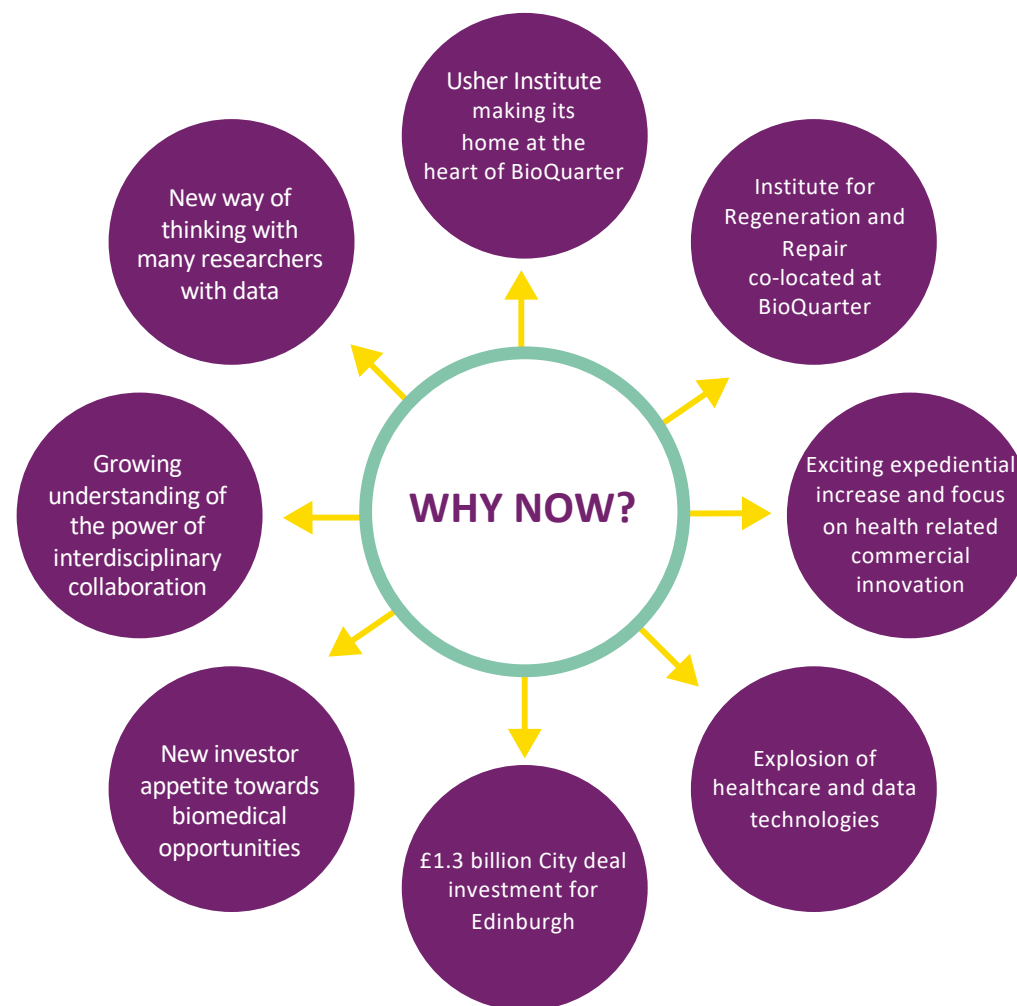 WHY NOW?
Usher Institute
making its
home at the
heart of BioQuarter
Institute for
Regeneration and
Repair
co-located at
BioQuarter
Exciting expediential
increase and focus
on health related
commercial
innovation
Explosion of
healthcare and data
technologies
£1.3 billion City deal
investment for
Edinburgh
New investor
appetite towards
biomedical
opportunities
Growing
understanding of
the power of
interdisciplinary
collaboration
New way of
thinking with
many researchers
with data